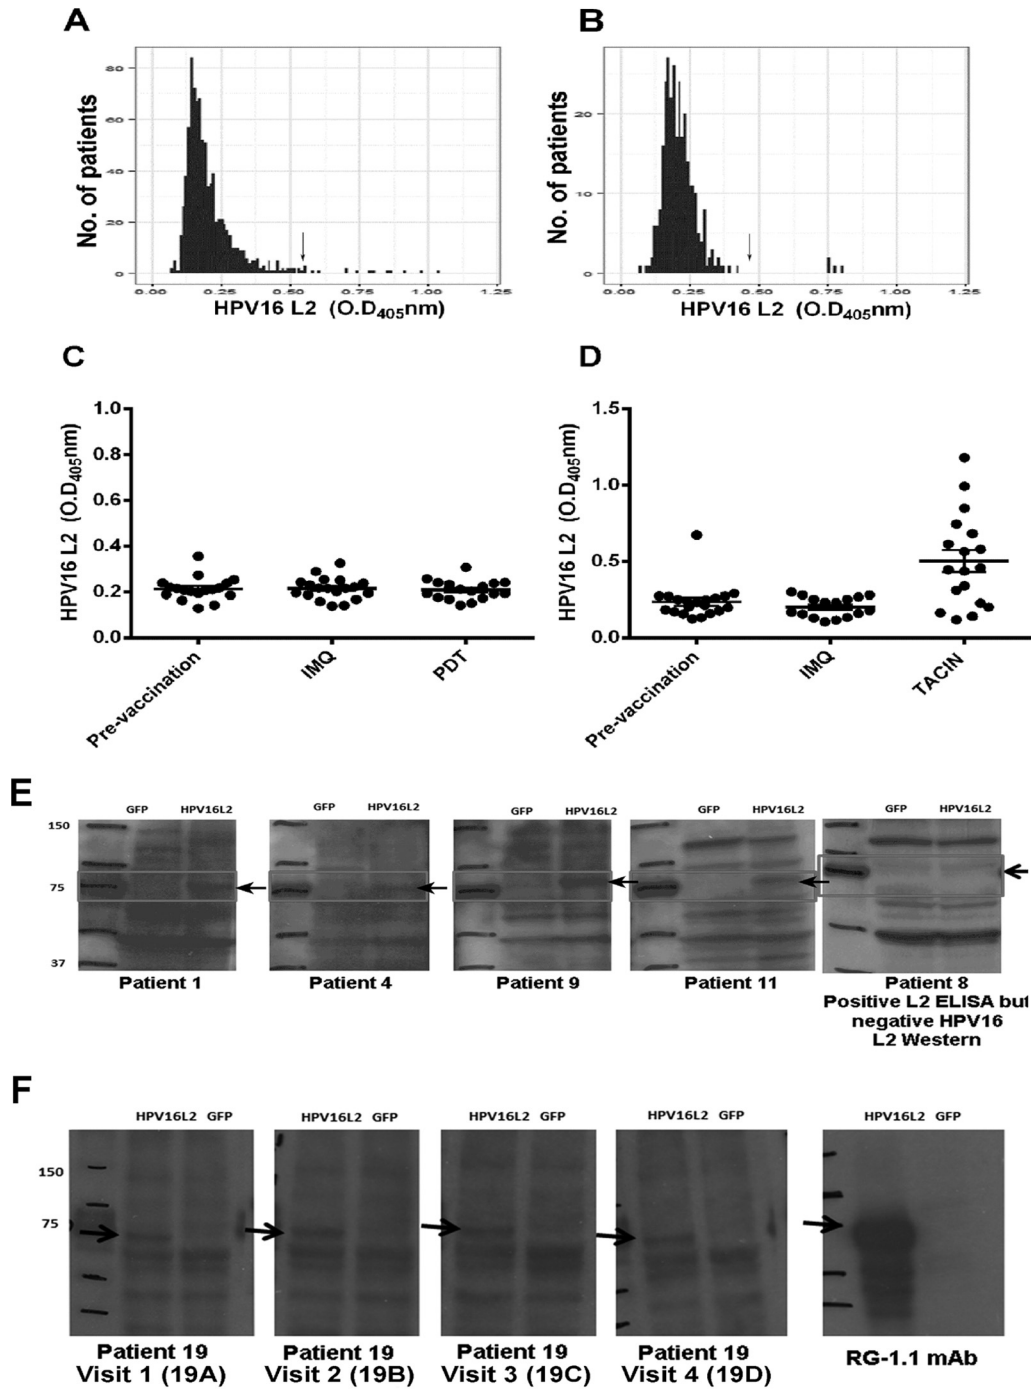 A
B
No. of patients
80
60
40
20
0
0.00 0.25 0.50 0.75 1.00 1.25
HPV16 L2 (O.D405nm)
No. of patients
20
10
0
0.00 0.25 0.50 0.75 1.00 1.25
HPV16 L2 (O.D405nm)
C
D
HPV16 L2 (O.D405nm)
1.0
0.8
0.6
0.4
0.2
0.0
Pre-vaccination
IMQ
PDT
HPV16 L2 (O.D405nm)
1.5
1.0
0.5
0.0
Pre-vaccination
IMQ
TACIN
E
GFP HPV16L2
GFP HPV16L2
GFP HPV16L2
GFP HPV16L2
GFP HPV16L2
150
75
37
Patient 1
Patient 4
Patient 9
Patient 11
Patient 8
Positive L2 ELISA but
negative HPV16
L2 Western
F
HPV16L2 GFP
HPV16L2 GFP
HPV16L2 GFP
HPV16L2 GFP
HPV16L2 GFP
150
75
Patient 19
Visit 1 (19A)
Patient 19
Visit 2 (19B)
Patient 19
Visit 3 (19C)
Patient 19
Visit 4 (19D)
RG-1.1 mAb